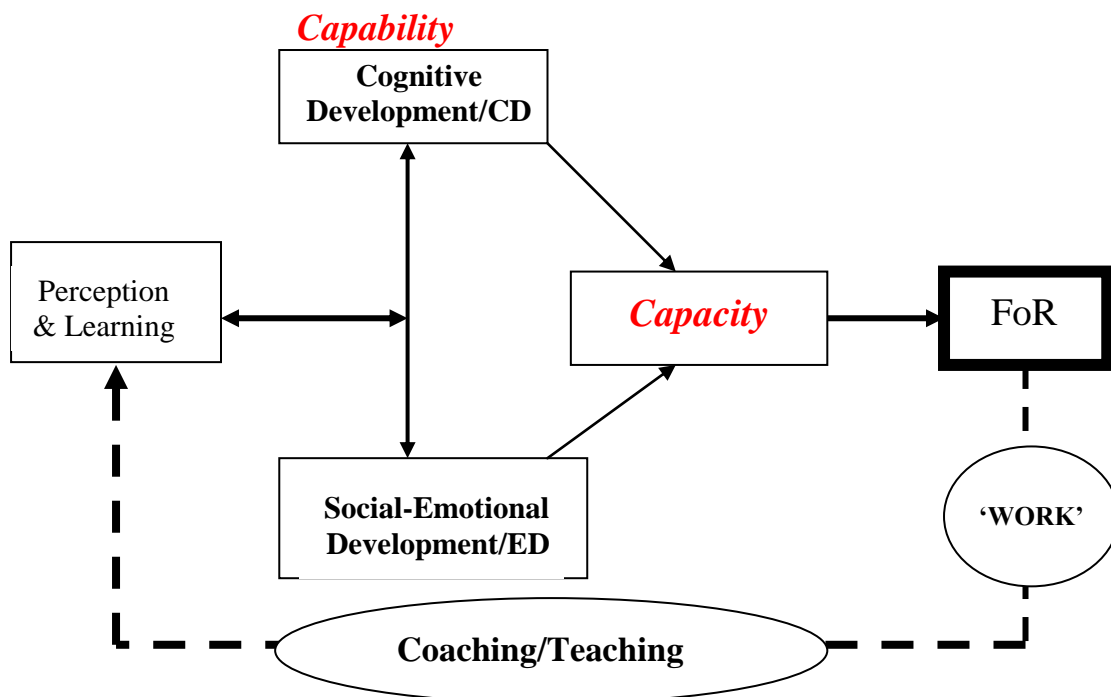 Capability
Cognitive
Development/CD
Perception
& Learning
Capacity
FoR
Social-Emotional
Development/ED
‘WORK’
Coaching/Teaching